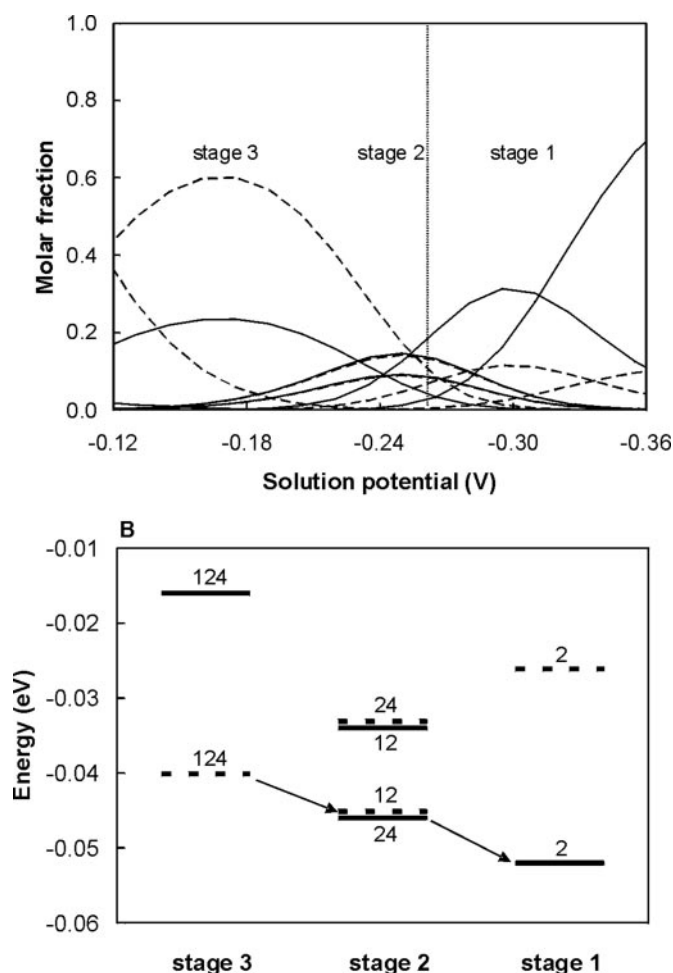 1.0
0.8
0.6
0.4
0.2
0.0
Molar fraction
stage 3 stage 2 stage 1
-0.12 -0.18 -0.24 -0.30 -0.36
Solution potential (V)
B
-0.01
-0.02
-0.03
-0.04
-0.05
-0.06
Energy (eV)
124
124
24
12
12
24
2
2
stage 3 stage 2 stage 1